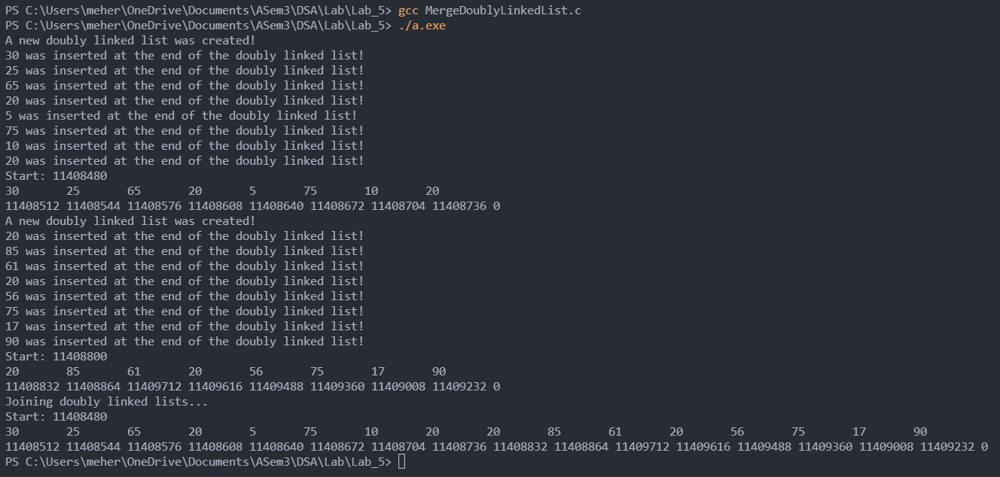 PS C:\Users\meher\OneDrive\Documents\ASem3\DSA\Lab\Lab_5> gcc MergeDoublyLinkedList.c
PS C:\Users\meher\OneDrive\Documents\ASem3\DSA\Lab\Lab_5> ./a.exe
A new doubly linked list was created!
30 was inserted at the end of the doubly linked list!
25 was inserted at the end of the doubly linked list!
65 was inserted at the end of the doubly linked list!
20 was inserted at the end of the doubly linked list!
5 was inserted at the end of the doubly linked list!
75 was inserted at the end of the doubly linked list!
10 was inserted at the end of the doubly linked list!
20 was inserted at the end of the doubly linked list!
Start: 11408480
30       25       65       20       5       75       10       20
11408512 11408544 11408576 11408608 11408640 11408672 11408704 11408736 0
A new doubly linked list was created!
20 was inserted at the end of the doubly linked list!
85 was inserted at the end of the doubly linked list!
61 was inserted at the end of the doubly linked list!
20 was inserted at the end of the doubly linked list!
56 was inserted at the end of the doubly linked list!
75 was inserted at the end of the doubly linked list!
17 was inserted at the end of the doubly linked list!
90 was inserted at the end of the doubly linked list!
Start: 11408800
20       85       61       20       56       75       17       90
11408832 11408864 11409712 11409616 11409488 11409360 11409008 11409232 0
Joining doubly linked lists...
Start: 11408480
30       25       65       20       5       75       10       20       20       85       61       20       56       75       17       90
11408512 11408544 11408576 11408608 11408640 11408672 11408704 11408736 11408832 11408864 11409712 11409616 11409488 11409360 11409008 11409232 0
PS C:\Users\meher\OneDrive\Documents\ASem3\DSA\Lab\Lab_5>